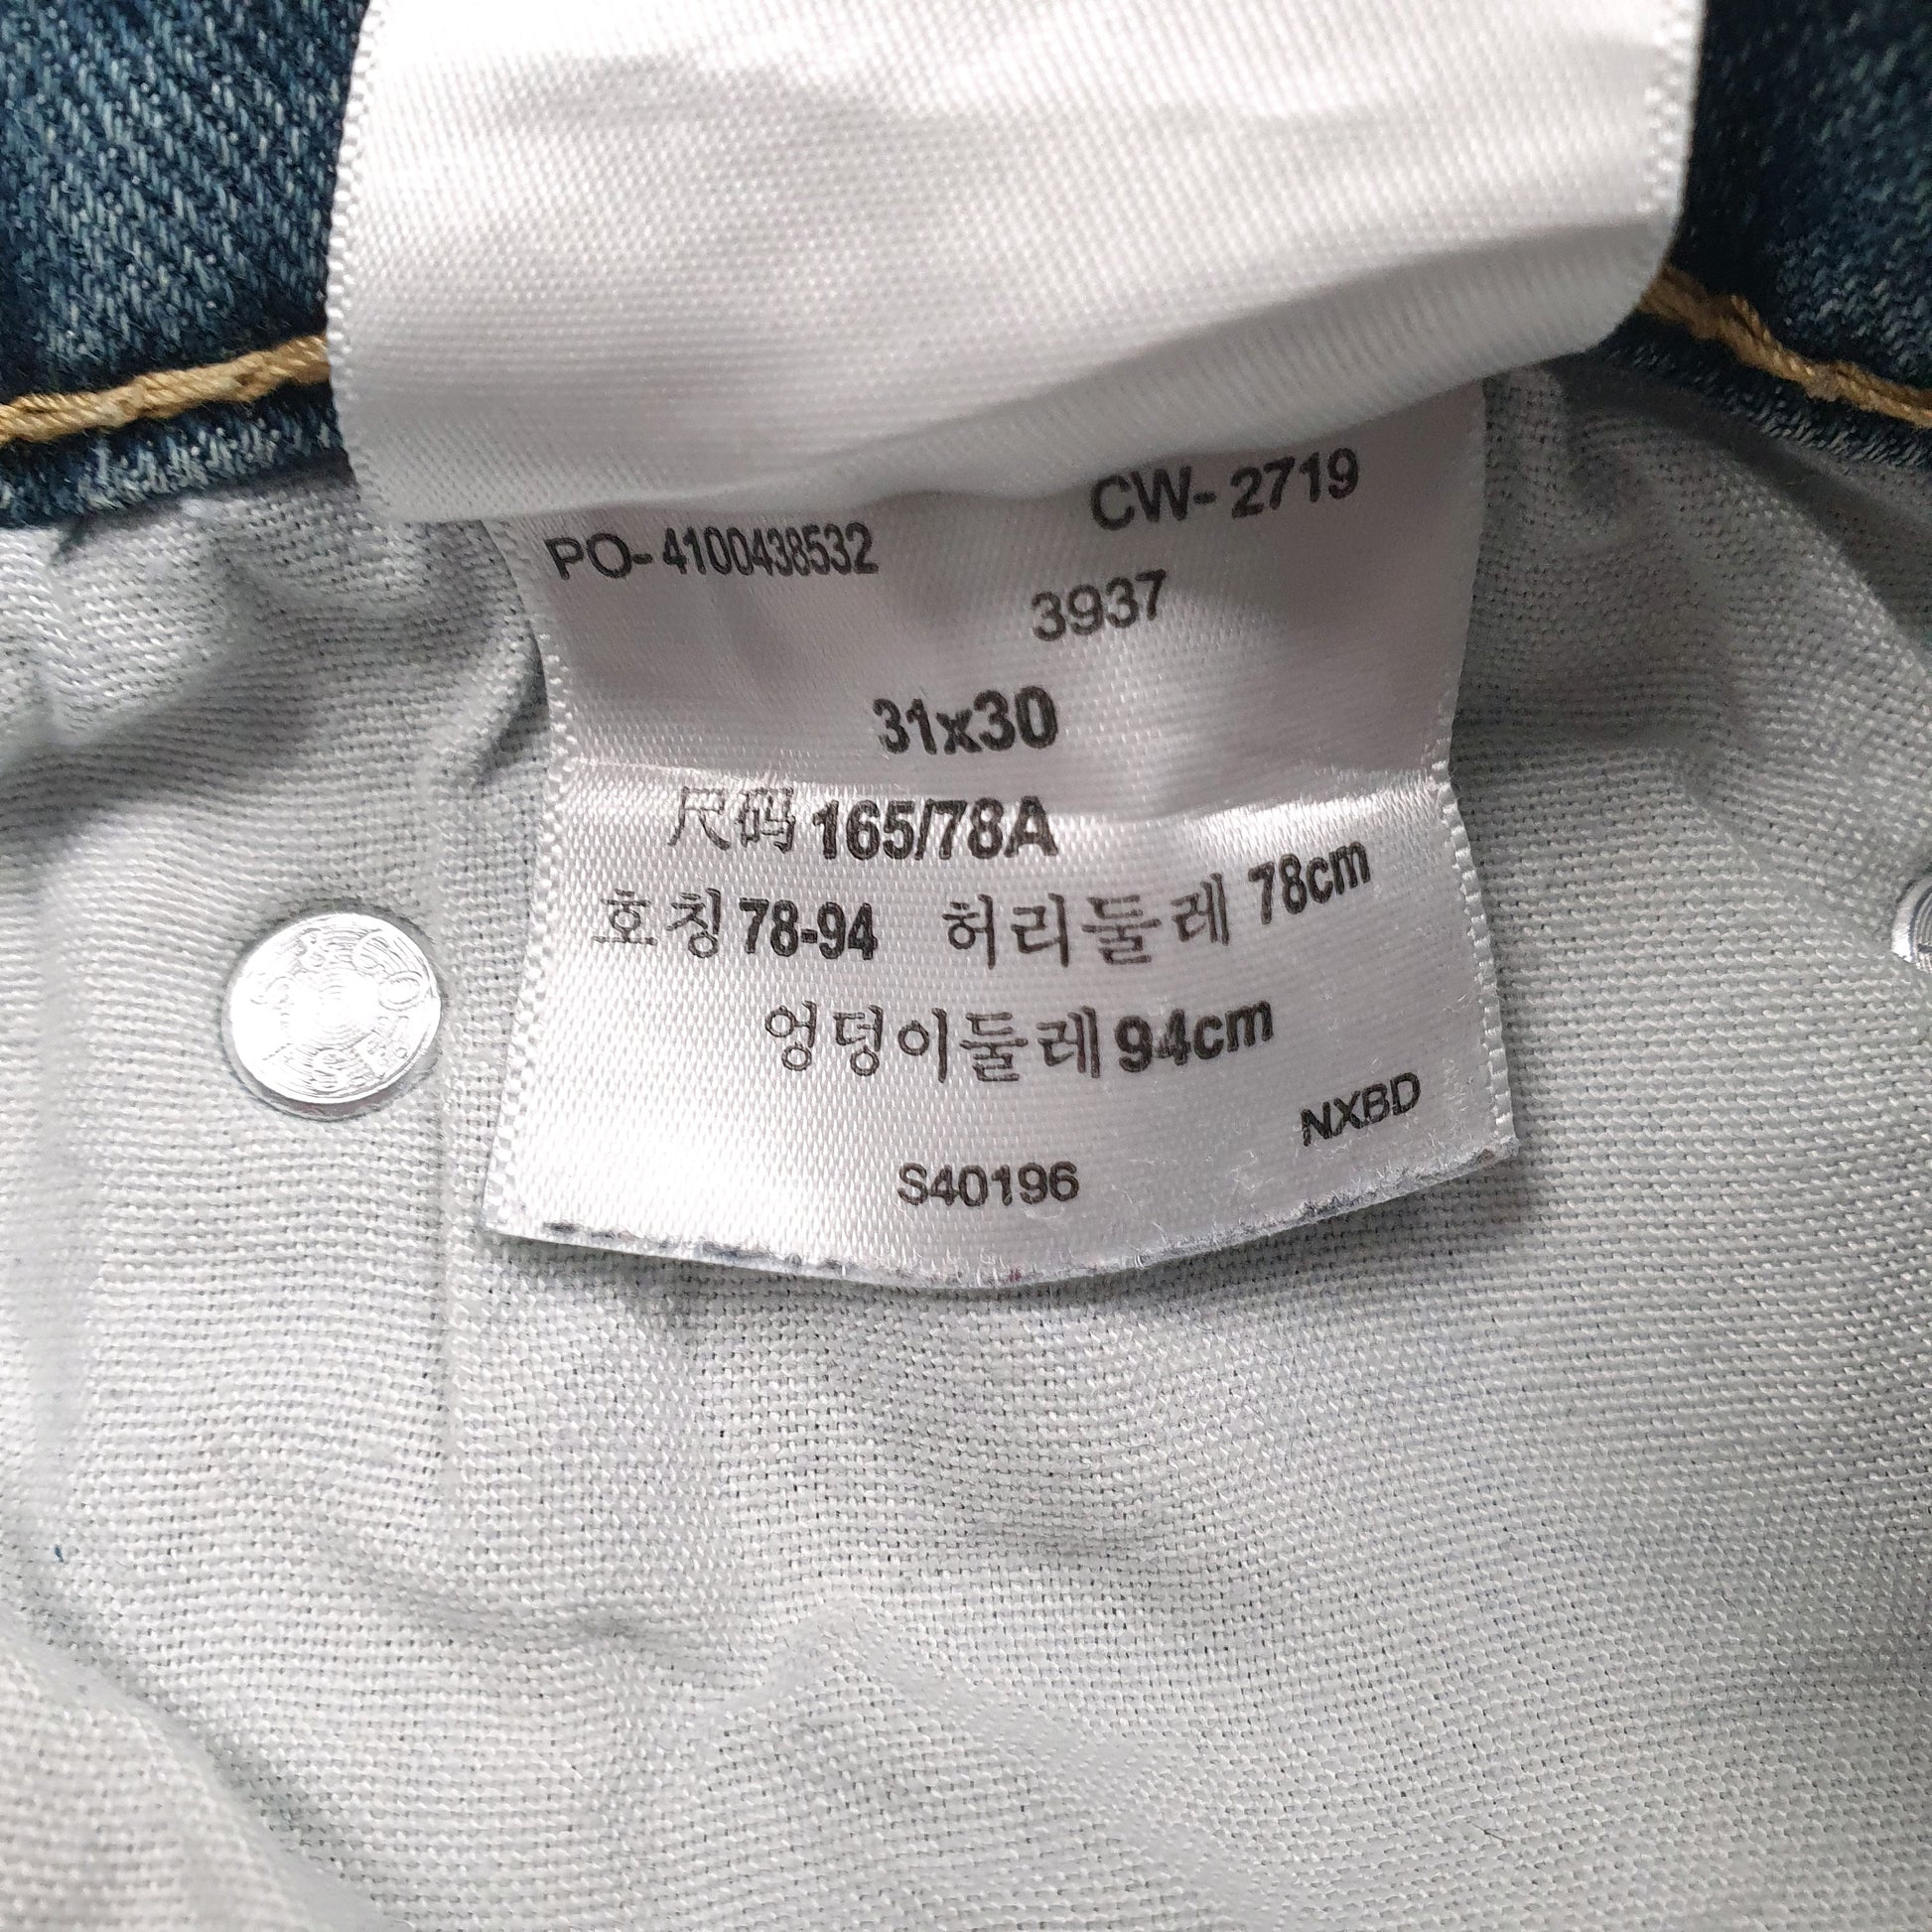 PO-4100438532 CW-2719
3937
31x30
尺码 165/78A
호칭 78-94 허리둘레 78cm
엉덩이둘레 94cm
NXBD
S40196